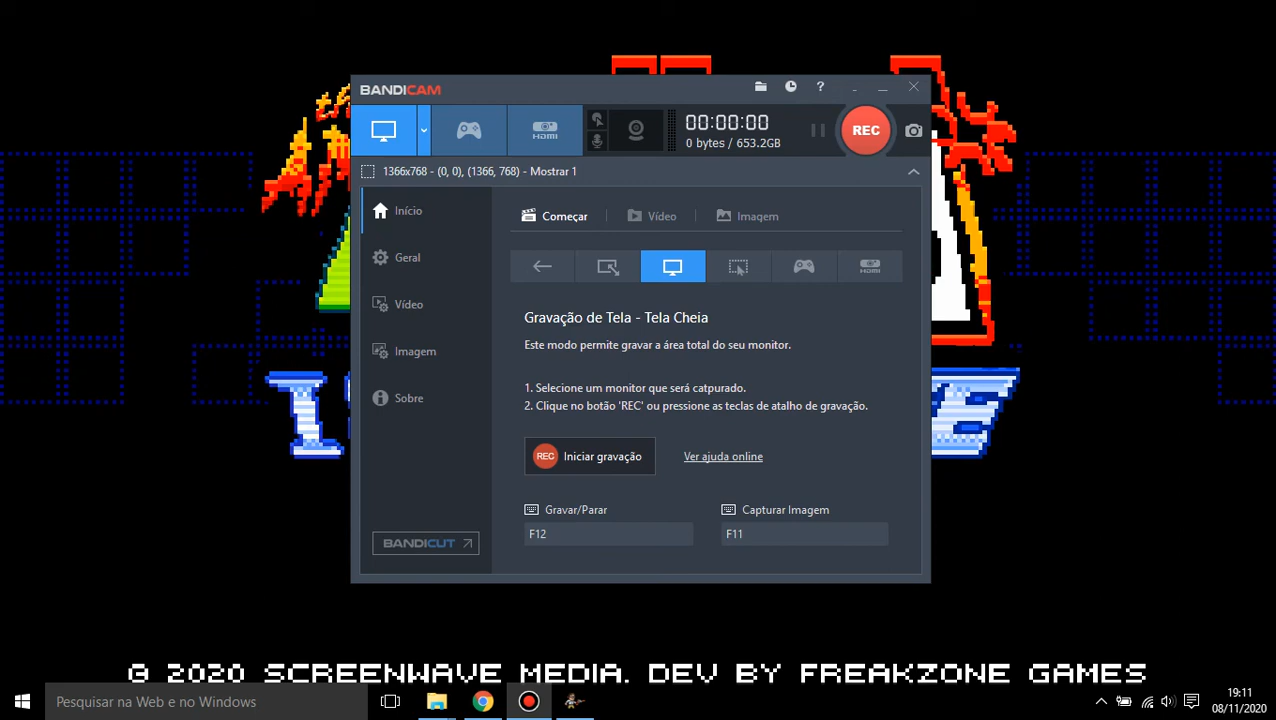 BANDICAM
00:00:00
0 bytes / 653.2GB
REC
1366x768 - (0, 0), (1366, 768) - Mostrar 1
Início
Geral
Vídeo
Imagem
Sobre
BANDICUT
Começar
Vídeo
Imagem
Gravação de Tela - Tela Cheia
Este modo permite gravar a área total do seu monitor.
1. Selecione um monitor que será catpurado.
2. Clique no botão 'REC' ou pressione as teclas de atalho de gravação.
REC Iniciar gravação
Ver ajuda online
Gravar/Parar
F12
Capturar Imagem
F11
© 2020 SCREENWAVE MEDIA. DEV BY FREAKZONE GAMES
Pesquisar na Web e no Windows
19:11
08/11/2020